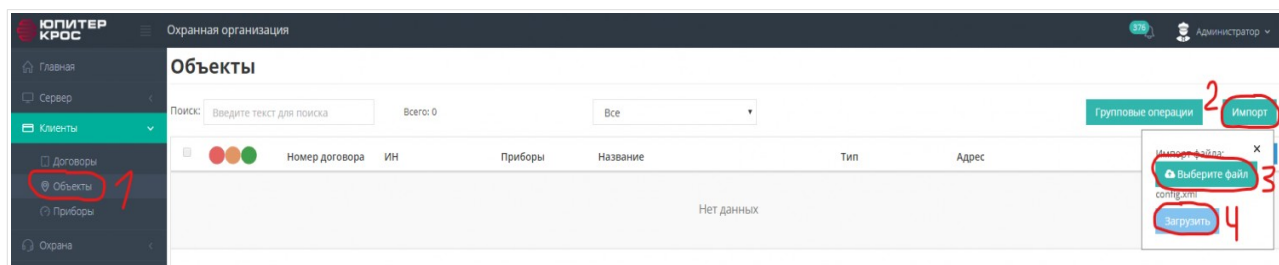 ЮПИТЕР
КРОС
Охранная организация
376
Администратор
Главная
Объекты
Сервер
Поиск: Введите текст для поиска Всего: 0 Все Групповые операции 2 Импорт
Клиенты
Номер договора ИН Приборы Название Тип Адрес
Импорт файла: x
Договоры
Выберите файл 3
Объекты 1
config.xml
Приборы
Нет данных
Загрузить 4
Охрана